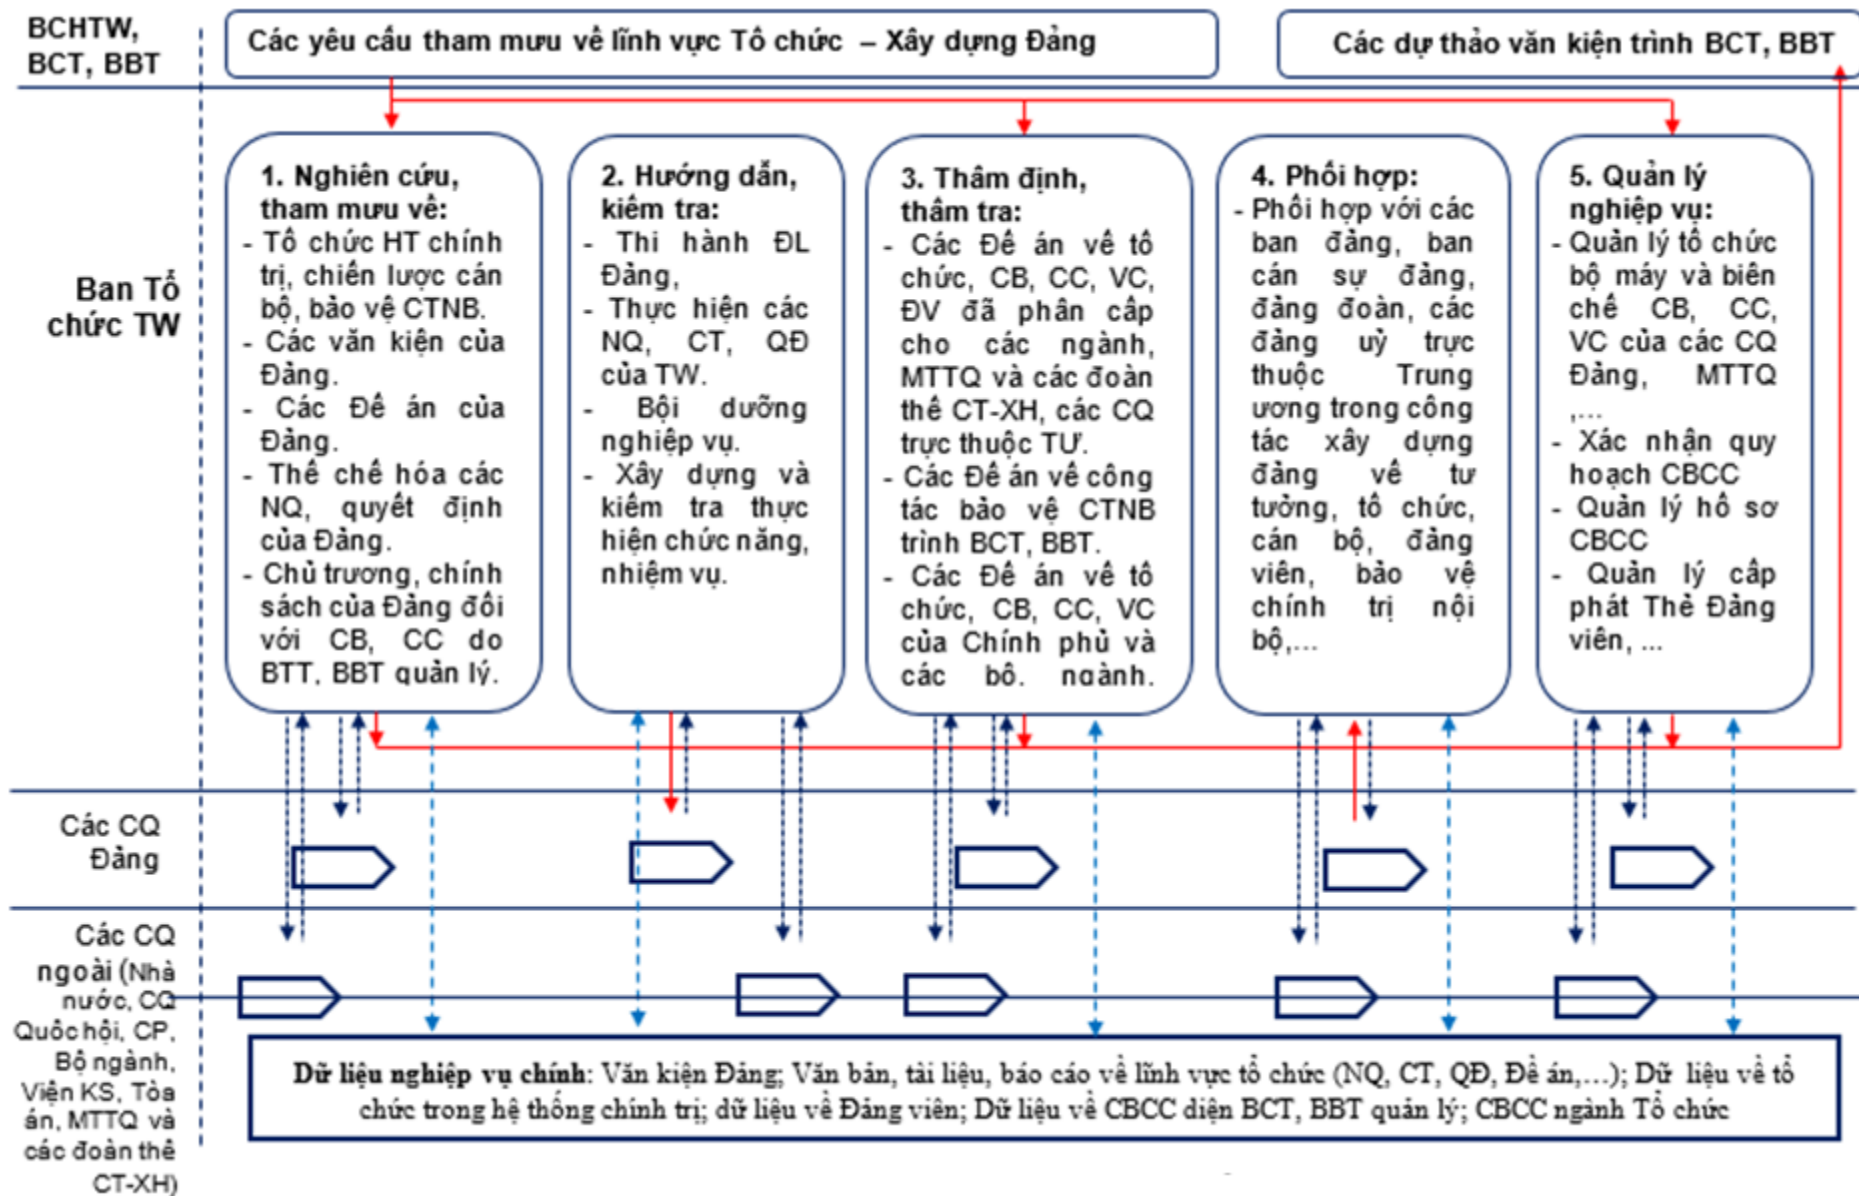 BCHTW,
BCT, BBT
Các yêu cầu tham mưu về lĩnh vực Tổ chức – Xây dựng Đảng
Các dự thảo văn kiện trình BCT, BBT
Ban Tổ
chức TW
1. Nghiên cứu,
tham mưu về:
- Tổ chức HT chính
trị, chiến lược cán
bộ, bảo vệ CTNB.
- Các văn kiện của
Đảng.
- Các Đề án của
Đảng.
- Thể chế hóa các
NQ, quyết định
của Đảng.
- Chủ trương, chính
sách của Đảng đối
với CB, CC do
BTT, BBT quản lý.
2. Hướng dẫn,
kiểm tra:
- Thi hành ĐL
Đảng,
- Thực hiện các
NQ, CT, QĐ
của TW.
- Bội dưỡng
nghiệp vụ.
- Xây dựng và
kiểm tra thực
hiện chức năng,
nhiệm vụ.
3. Thẩm định,
thẩm tra:
- Các Đề án về tổ
chức, CB, CC, VC,
ĐV đã phân cấp
cho các ngành,
MTTQ và các đoàn
thể CT-XH, các CQ
trực thuộc TƯ.
- Các Đề án về công
tác bảo vệ CTNB
trình BCT, BBT.
- Các Đề án về tổ
chức, CB, CC, VC
của Chính phủ và
các bộ, ngành.
4. Phối hợp:
- Phối hợp với các
ban đảng, ban
cán sự đảng,
đảng đoàn, các
đảng uỷ trực
thuộc Trung
ương trong công
tác xây dựng
đảng về tư
tưởng, tổ chức,
cán bộ, đảng
viên, bảo vệ
chính trị nội
bộ,...
5. Quản lý
nghiệp vụ:
- Quản lý tổ chức
bộ máy và biên
chế CB, CC,
VC của các CQ
Đảng, MTTQ
,...
- Xác nhận quy
hoạch CBCC
- Quản lý hồ sơ
CBCC
- Quản lý cấp
phát Thẻ Đảng
viên, ...
Các CQ
Đảng
Các CQ
ngoài (Nhà
nước, CQ
Quốc hội, CP,
Bộ ngành,
Viện KS, Tòa
án, MTTQ và
các đoàn thể
CT-XH)
Dữ liệu nghiệp vụ chính: Văn kiện Đảng; Văn bản, tài liệu, báo cáo về lĩnh vực tổ chức (NQ, CT, QĐ, Đề án,...); Dữ liệu về tổ
chức trong hệ thống chính trị; dữ liệu về Đảng viên; Dữ liệu về CBCC diện BCT, BBT quản lý; CBCC ngành Tổ chức